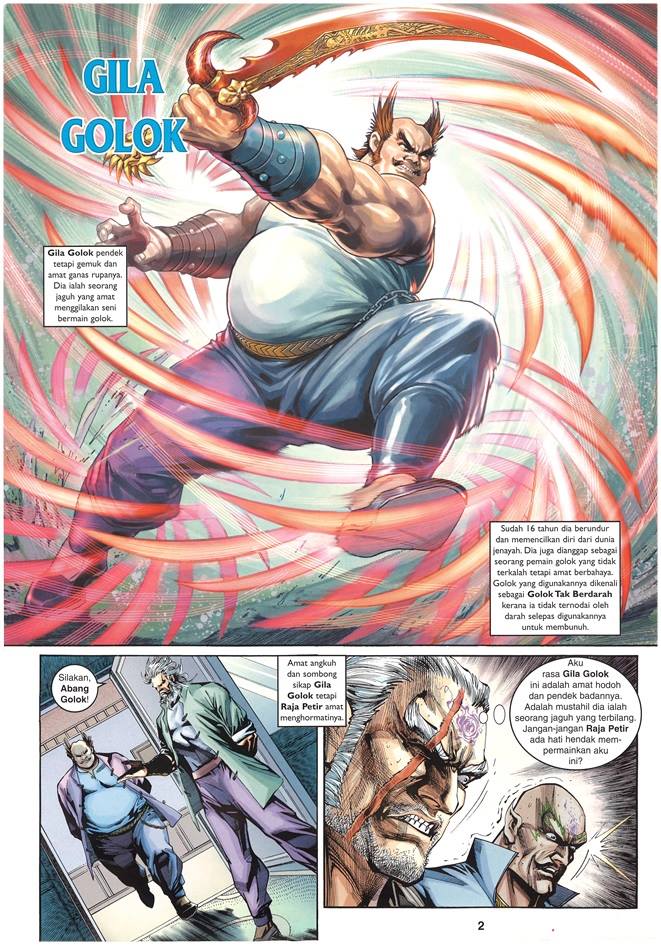 GILA
GOLOK
Gila Golok pendek
tetapi gemuk dan
amat ganas rupanya.
Dia ialah seorang
jaguh yang amat
menggilakan seni
bermain golok.
Sudah 16 tahun dia berundur
dan memencilkan diri dari dunia
jenayah. Dia juga dianggap sebagai
seorang pemain golok yang tidak
terkalah tetapi amat berbahaya.
Golok yang digunakannya dikenali
sebagai Golok Tak Berdarah
kerana ia tidak ternodai oleh
darah selepas digunakannya
untuk membunuh.
Silakan,
Abang
Golok!
Amat angkuh
dan sombong
sikap Gila
Golok tetapi
Raja Petir amat
menghormatinya.
Aku
rasa Gila Golok
ini adalah amat hodoh
dan pendek badannya.
Adalah mustahil dia ialah
seorang jaguh yang terbilang.
Jangan-jangan Raja Petir
ada hati hendak mem-
permainkan aku
ini?
2